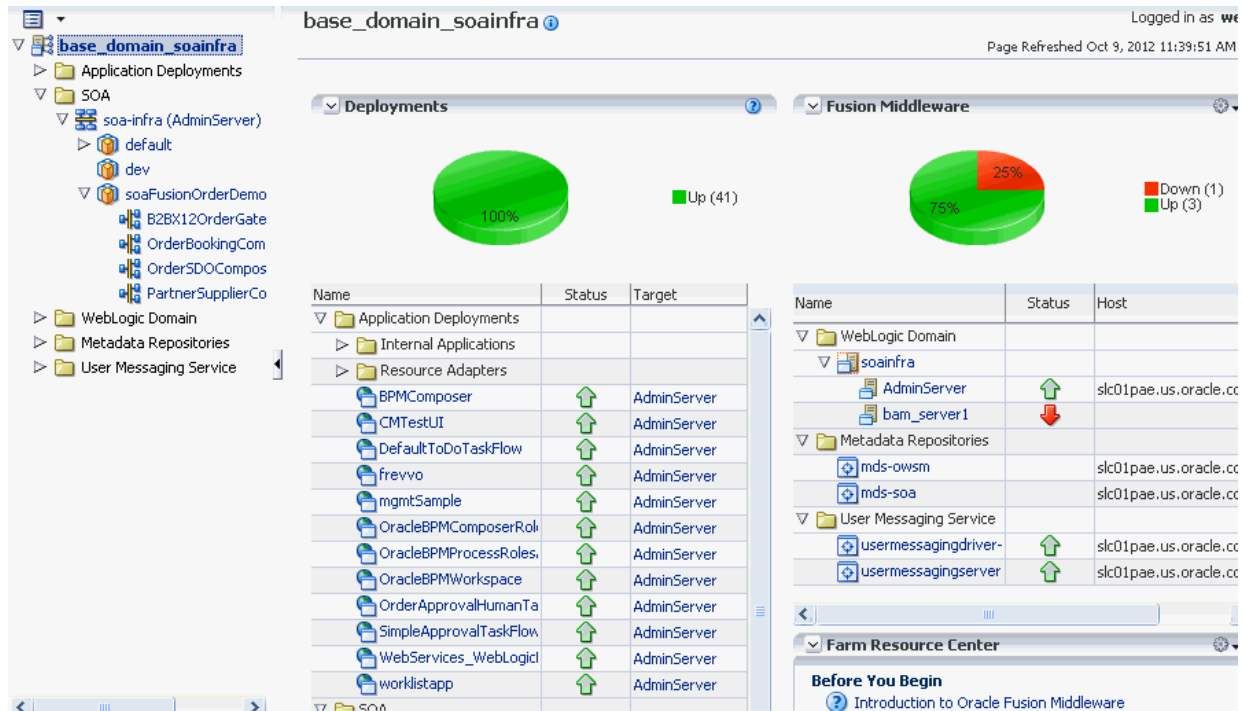 base_domain_soainfra
Application Deployments
SOA
soa-infra (AdminServer)
default
dev
soaFusionOrderDemo
B2BX12OrderGate
OrderBookingCom
OrderSDOCompos
PartnerSupplierCo
WebLogic Domain
Metadata Repositories
User Messaging Service
base_domain_soainfra
Logged in as we
Page Refreshed Oct 9, 2012 11:39:51 AM
Deployments
100%
Up (41)
Name Status Target
Application Deployments
Internal Applications
Resource Adapters
BPMComposer AdminServer
CMTestUI AdminServer
DefaultToDoTaskFlow AdminServer
frevvo AdminServer
mgmtSample AdminServer
OracleBPMComposerRol AdminServer
OracleBPMProcessRoles. AdminServer
OracleBPMWorkspace AdminServer
OrderApprovalHumanTa AdminServer
SimpleApprovalTaskFlow AdminServer
WebServices_WebLogicI AdminServer
worklistapp AdminServer
SOA
Fusion Middleware
25%
75%
Down (1)
Up (3)
Name Status Host
WebLogic Domain
soainfra
AdminServer slc01pae.us.oracle.co
bam_server1
Metadata Repositories
mds-owsm slc01pae.us.oracle.co
mds-soa slc01pae.us.oracle.co
User Messaging Service
usermessagingdriver- slc01pae.us.oracle.co
usermessagingserver slc01pae.us.oracle.co
Farm Resource Center
Before You Begin
Introduction to Oracle Fusion Middleware